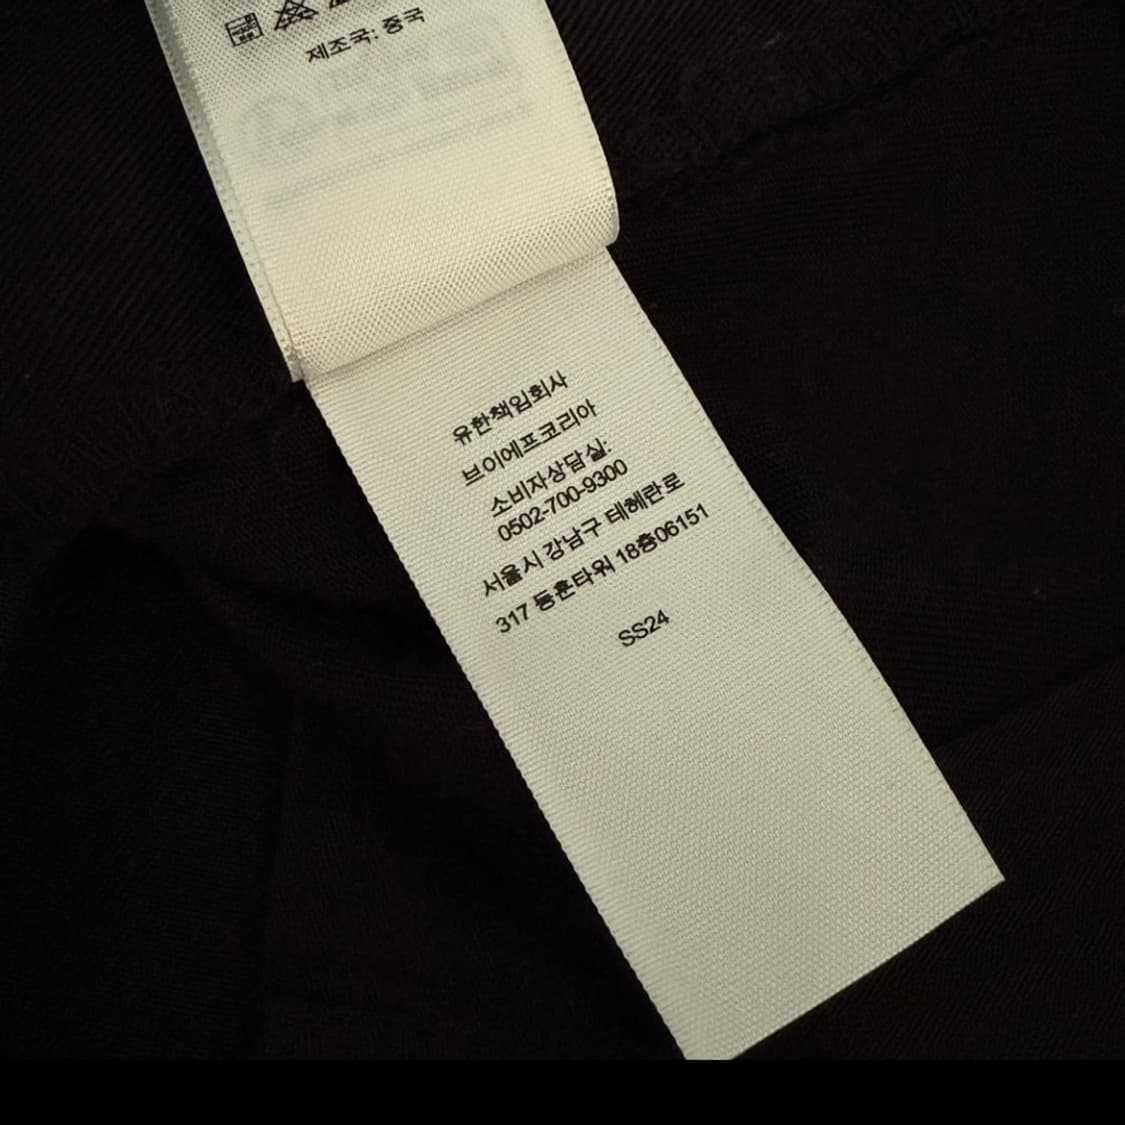 제조국: 중국
유한책임회사
브이에프코리아
소비자상담실:
0502-700-9300
서울시 강남구 테헤란로
317 동훈타워 18층06151
SS24